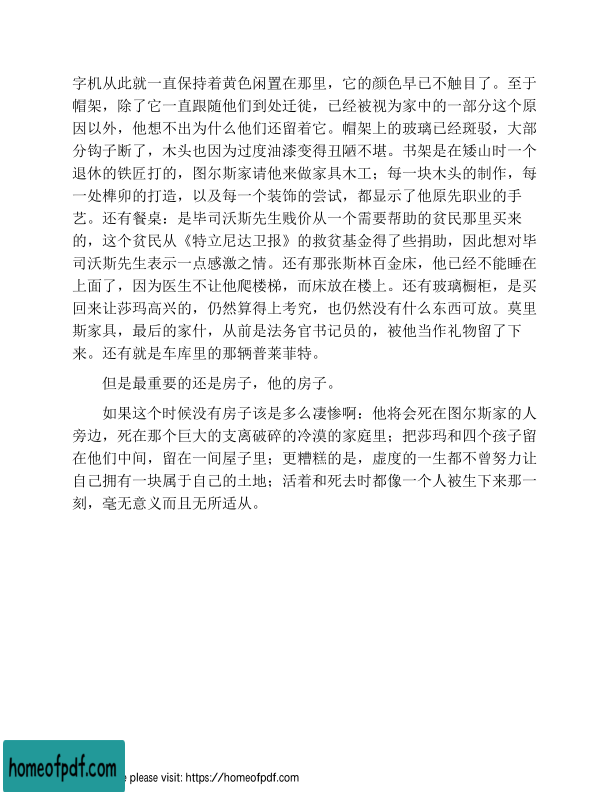 字机从此就一直保持着黄色闲置在那里，它的颜色早已不触目了。至于
帽架，除了它一直跟随他们到处迁徙，已经被视为家中的一部分这个原
因以外，他想不出为什么他们还留着它。帽架上的玻璃已经斑驳，大部
分钩子断了，木头也因为过度油漆变得丑陋不堪。书架是在矮山时一个
退休的铁匠打的，图尔斯家请他来做家具木工；每一块木头的制作，每
一处榫卯的打造，以及每一个装饰的尝试，都显示了他原先职业的手
艺。还有餐桌：是毕司沃斯先生贱价从一个需要帮助的贫民那里买来
的，这个贫民从《特立尼达卫报》的救贫基金得了些捐助，因此想对毕
司沃斯先生表示一点感激之情。还有那张斯林百金床，他已经不能睡在
上面了，因为医生不让他爬楼梯，而床放在楼上。还有玻璃橱柜，是买
回来让莎玛高兴的，仍然算得上考究，也仍然没有什么东西可放。莫里
斯家具，最后的家什，从前是法务官书记员的，被他当作礼物留了下
来。还有就是车库里的那辆普莱菲特。
但是最重要的还是房子，他的房子。
如果这个时候没有房子该是多么凄惨啊：他将会死在图尔斯家的人
旁边，死在那个巨大的支离破碎的冷漠的家庭里；把莎玛和四个孩子留
在他们中间，留在一间屋子里；更糟糕的是，虚度的一生都不曾努力让
自己拥有一块属于自己的土地；活着和死去时都像一个人被生下来那一
刻，毫无意义而且无所适从。
homeofpdf.com
e please visit: https://homeofpdf.com